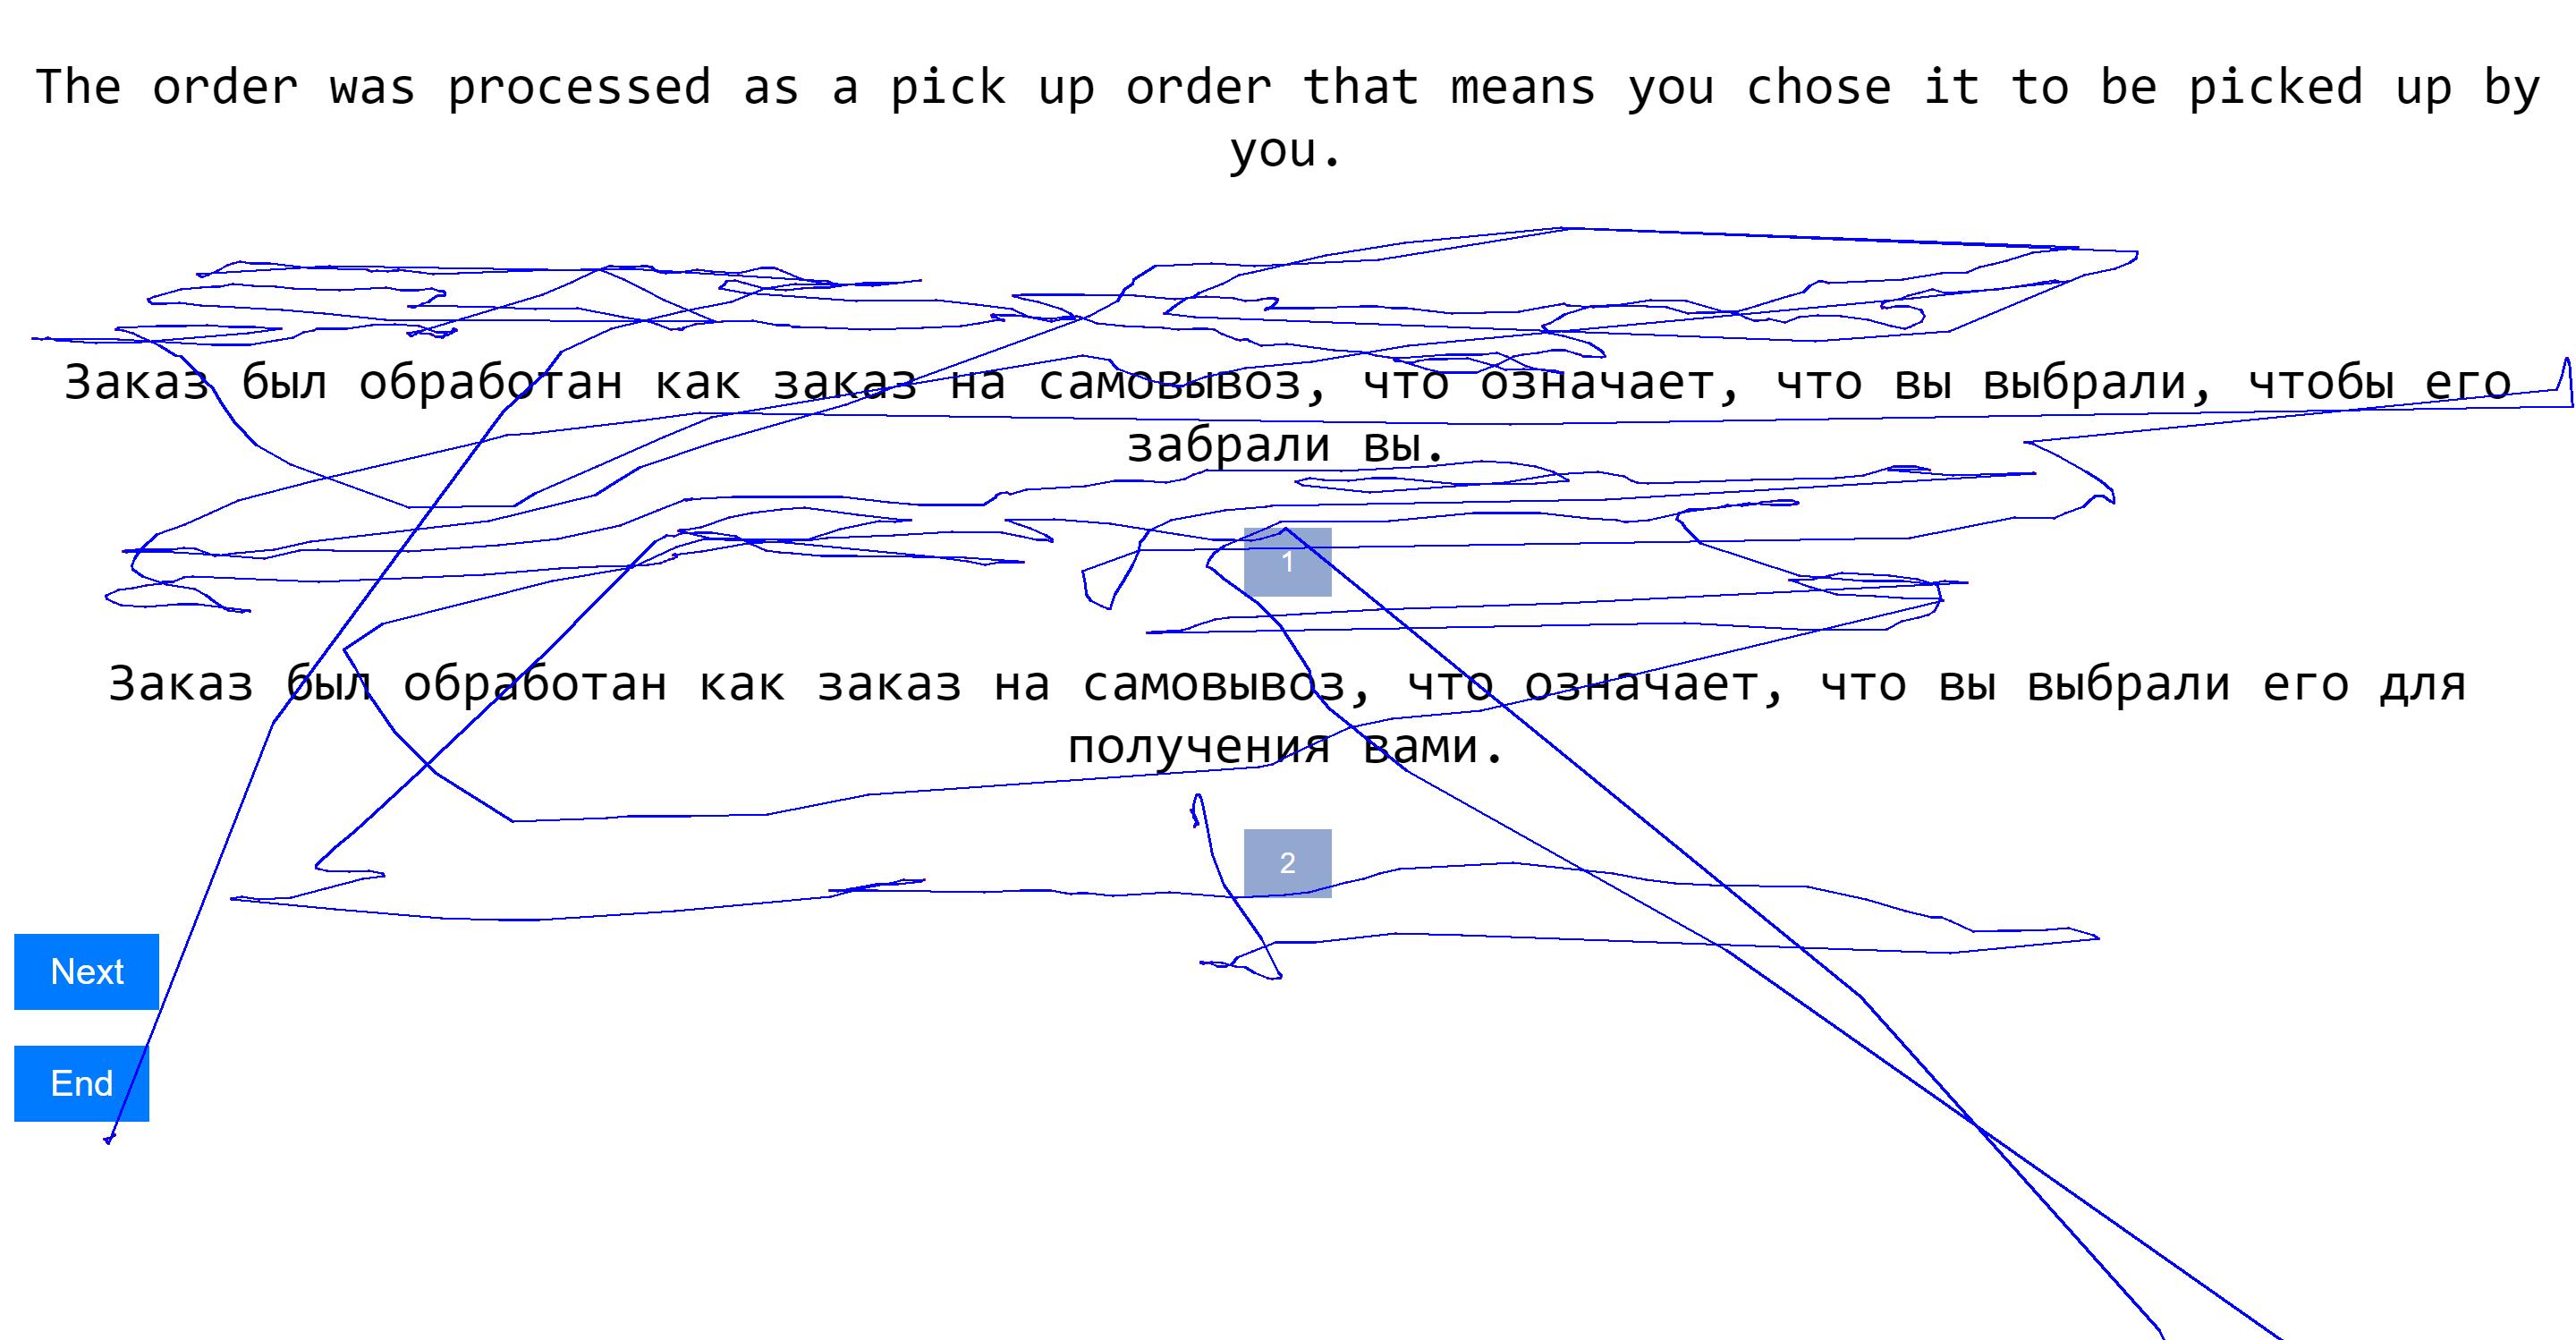 The order was processed as a pick up order that means you chose it to be picked up by
you.
Заказ был обработан как заказ на самовывоз, что означает, что вы выбрали, чтобы его
забрали вы.
1
Заказ был обработан как заказ на самовывоз, что означает, что вы выбрали его для
получения вами.
2
Next
End